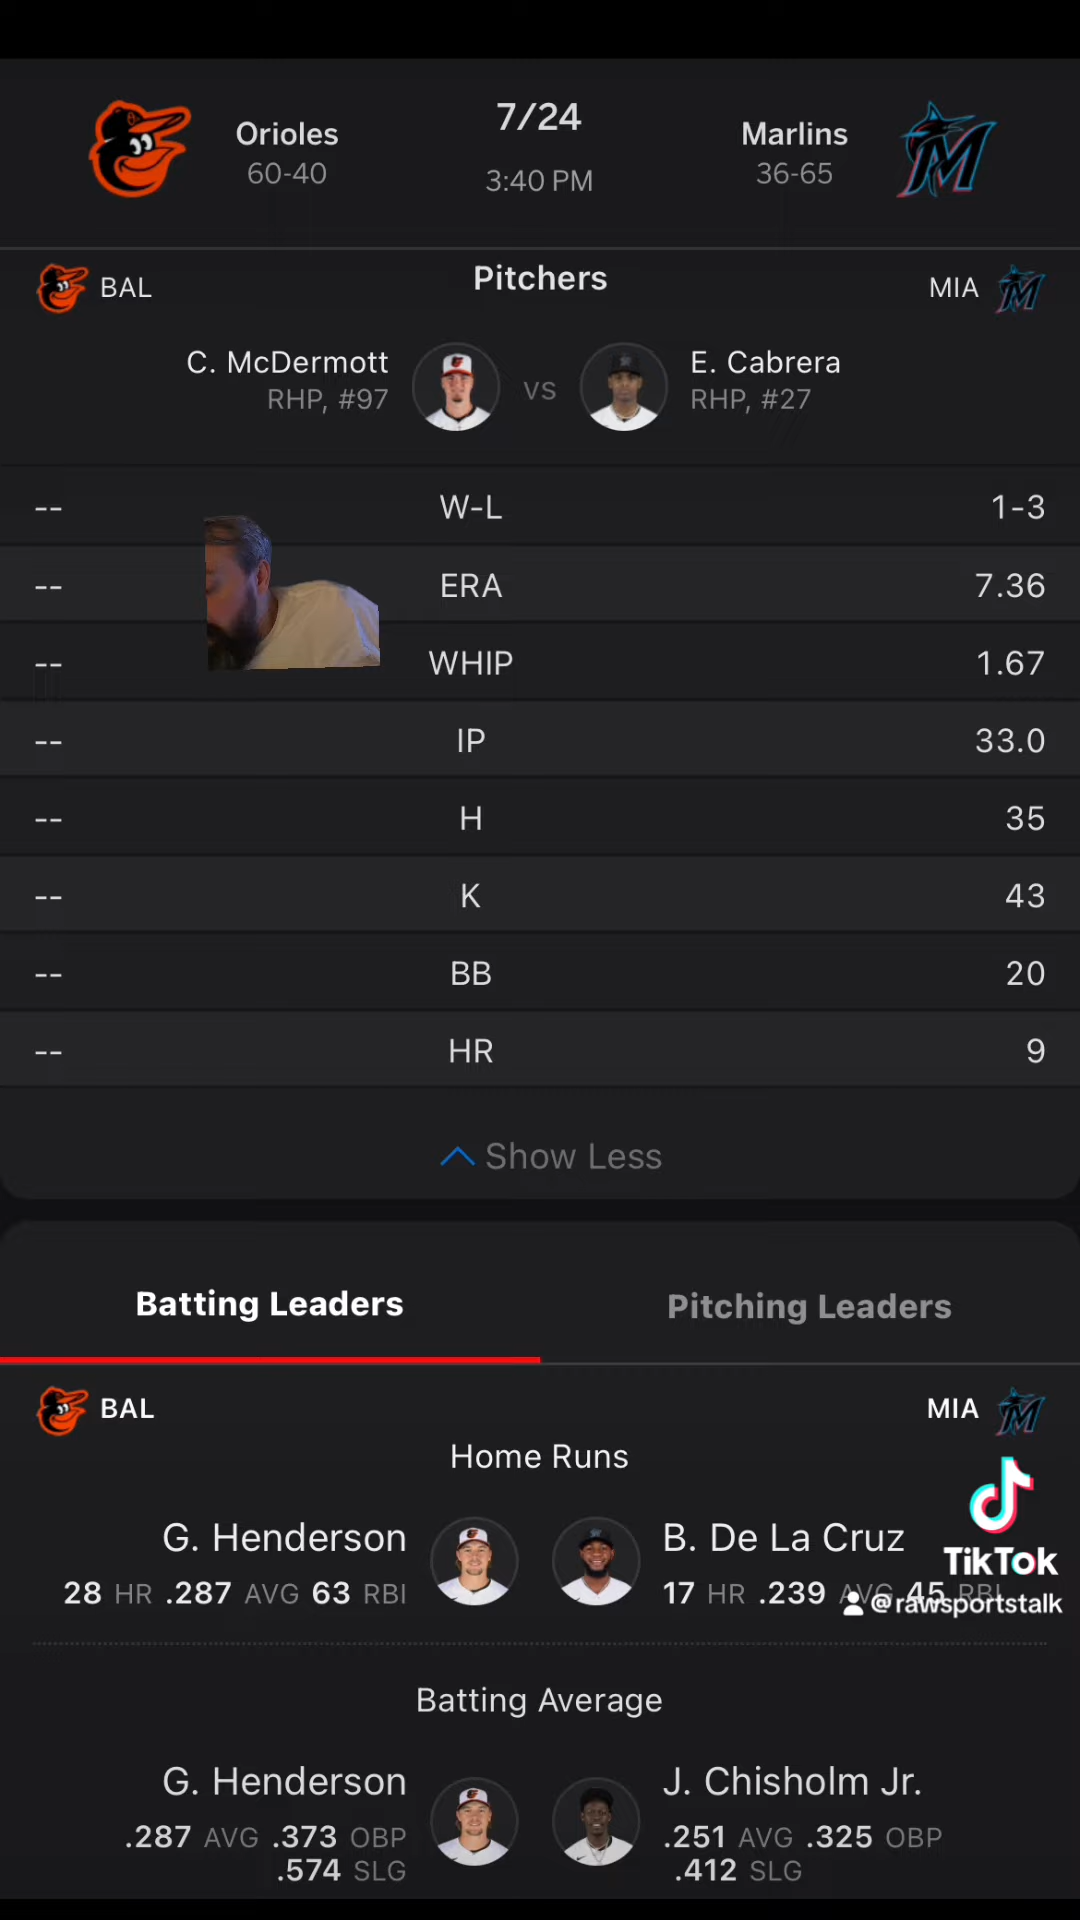 Orioles
60-40
7/24
3:40 PM
Marlins
36-65
BAL
Pitchers
MIA
C. McDermott
RHP, #97
vs
E. Cabrera
RHP, #27
-- W-L 1-3
-- ERA 7.36
-- WHIP 1.67
-- IP 33.0
-- H 35
-- K 43
-- BB 20
-- HR 9
Show Less
Batting Leaders
Pitching Leaders
BAL
MIA
Home Runs
G. Henderson
28 HR .287 AVG 63 RBI
B. De La Cruz
17 HR .239 AVG 45 RBI
TikTok
@rawsportstalk
Batting Average
G. Henderson
.287 AVG .373 OBP
.574 SLG
J. Chisholm Jr.
.251 AVG .325 OBP
.412 SLG